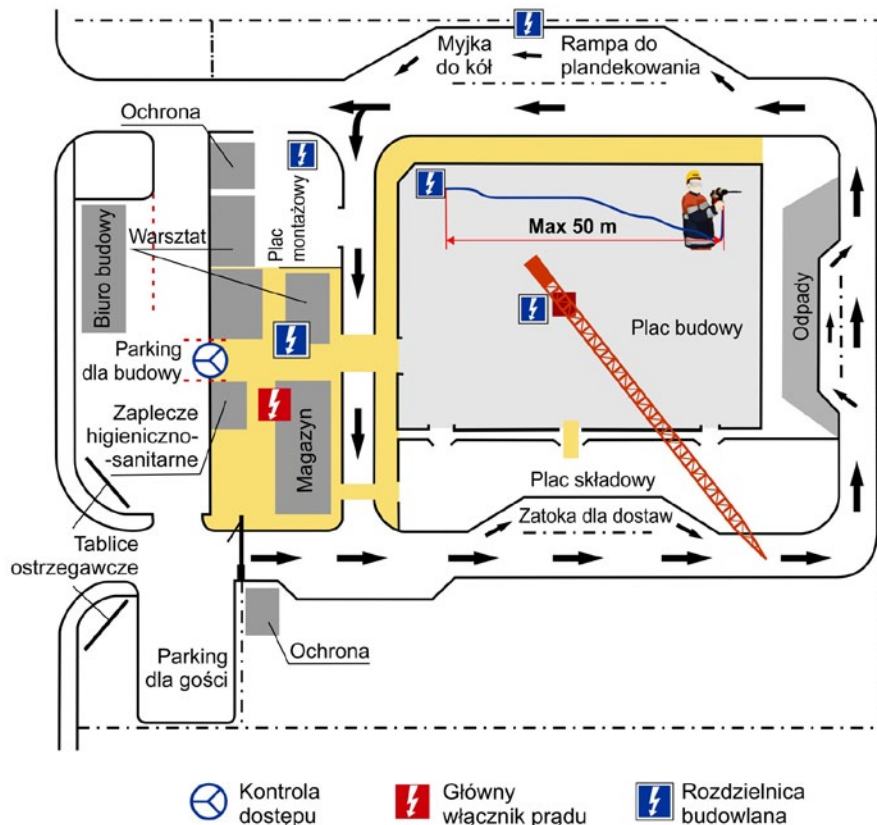 Myjka
do kół
Rampa do
plandekowania
Ochrona
Plac
montażowy
Warsztat
Biuro budowy
Max 50 m
Plac budowy
Odpady
Parking
dla budowy
Zaplecze
higieniczno-
-sanitarne
Magazyn
Plac składowy
Zatoka dla dostaw
Tablice
ostrzegawcze
Parking
dla gości
Ochrona
Kontrola
dostępu
Główny
włącznik prądu
Rozdzielnica
budowlana